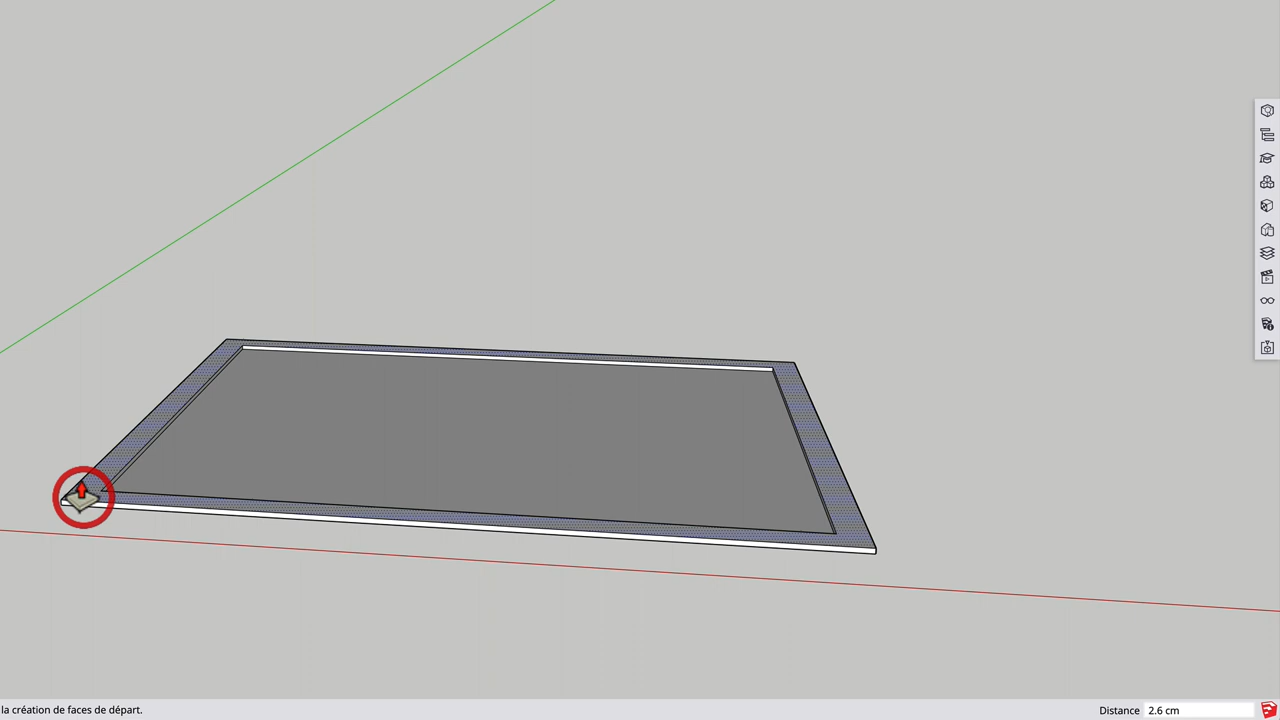 la création de faces de départ.
Distance 2.6 cm